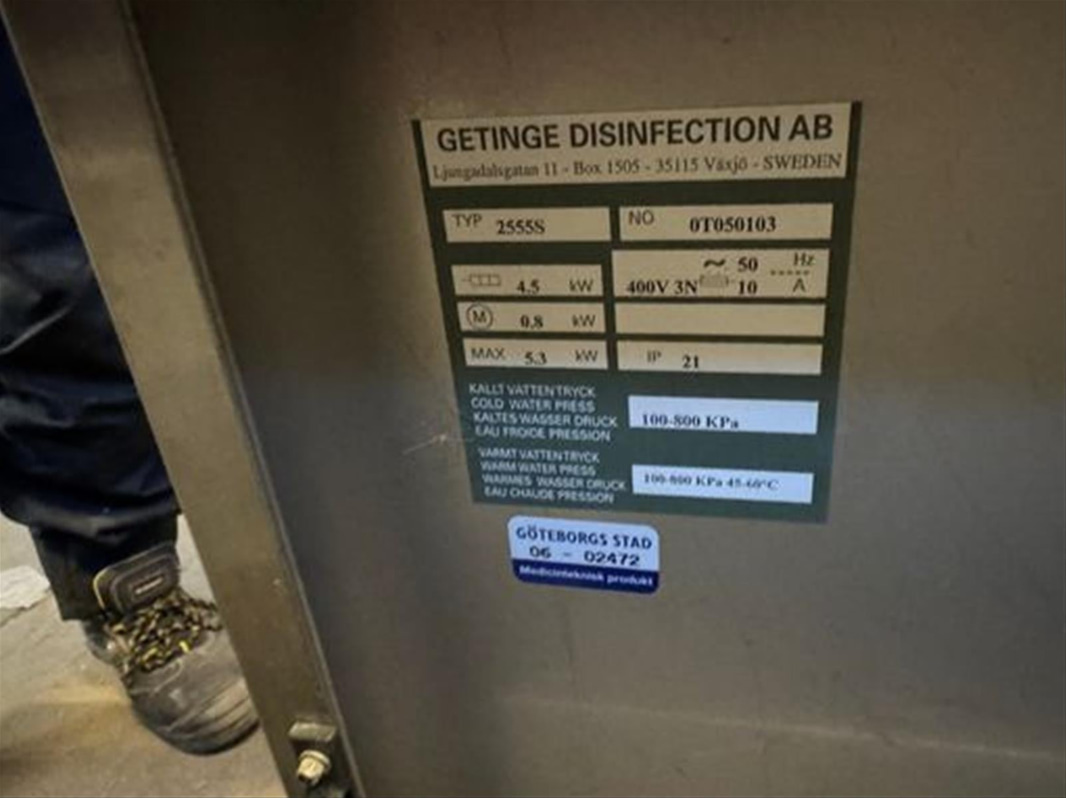 GETINGE DISINFECTION AB
Ljungadalsgatan 11 - Box 1505 - 35115 Växjö - SWEDEN
TYP 2555S
NO 0T050103
4.5 kW
~ 50 Hz
400V 3N 10 A
M 0,8 kW
MAX 5.3 kW
IP 21
KALLT VATTENTRYCK
COLD WATER PRESS
KALTES WASSER DRUCK
EAU FROIDE PRESSION
100-800 KPa
VARMT VATTENTRYCK
WARM WATER PRESS
WARMES WASSER DRUCK
EAU CHAUDE PRESSION
100-800 KPa 45-60°C
GÖTEBORGS STAD
06 - 02472
Medicinteknisk produkt